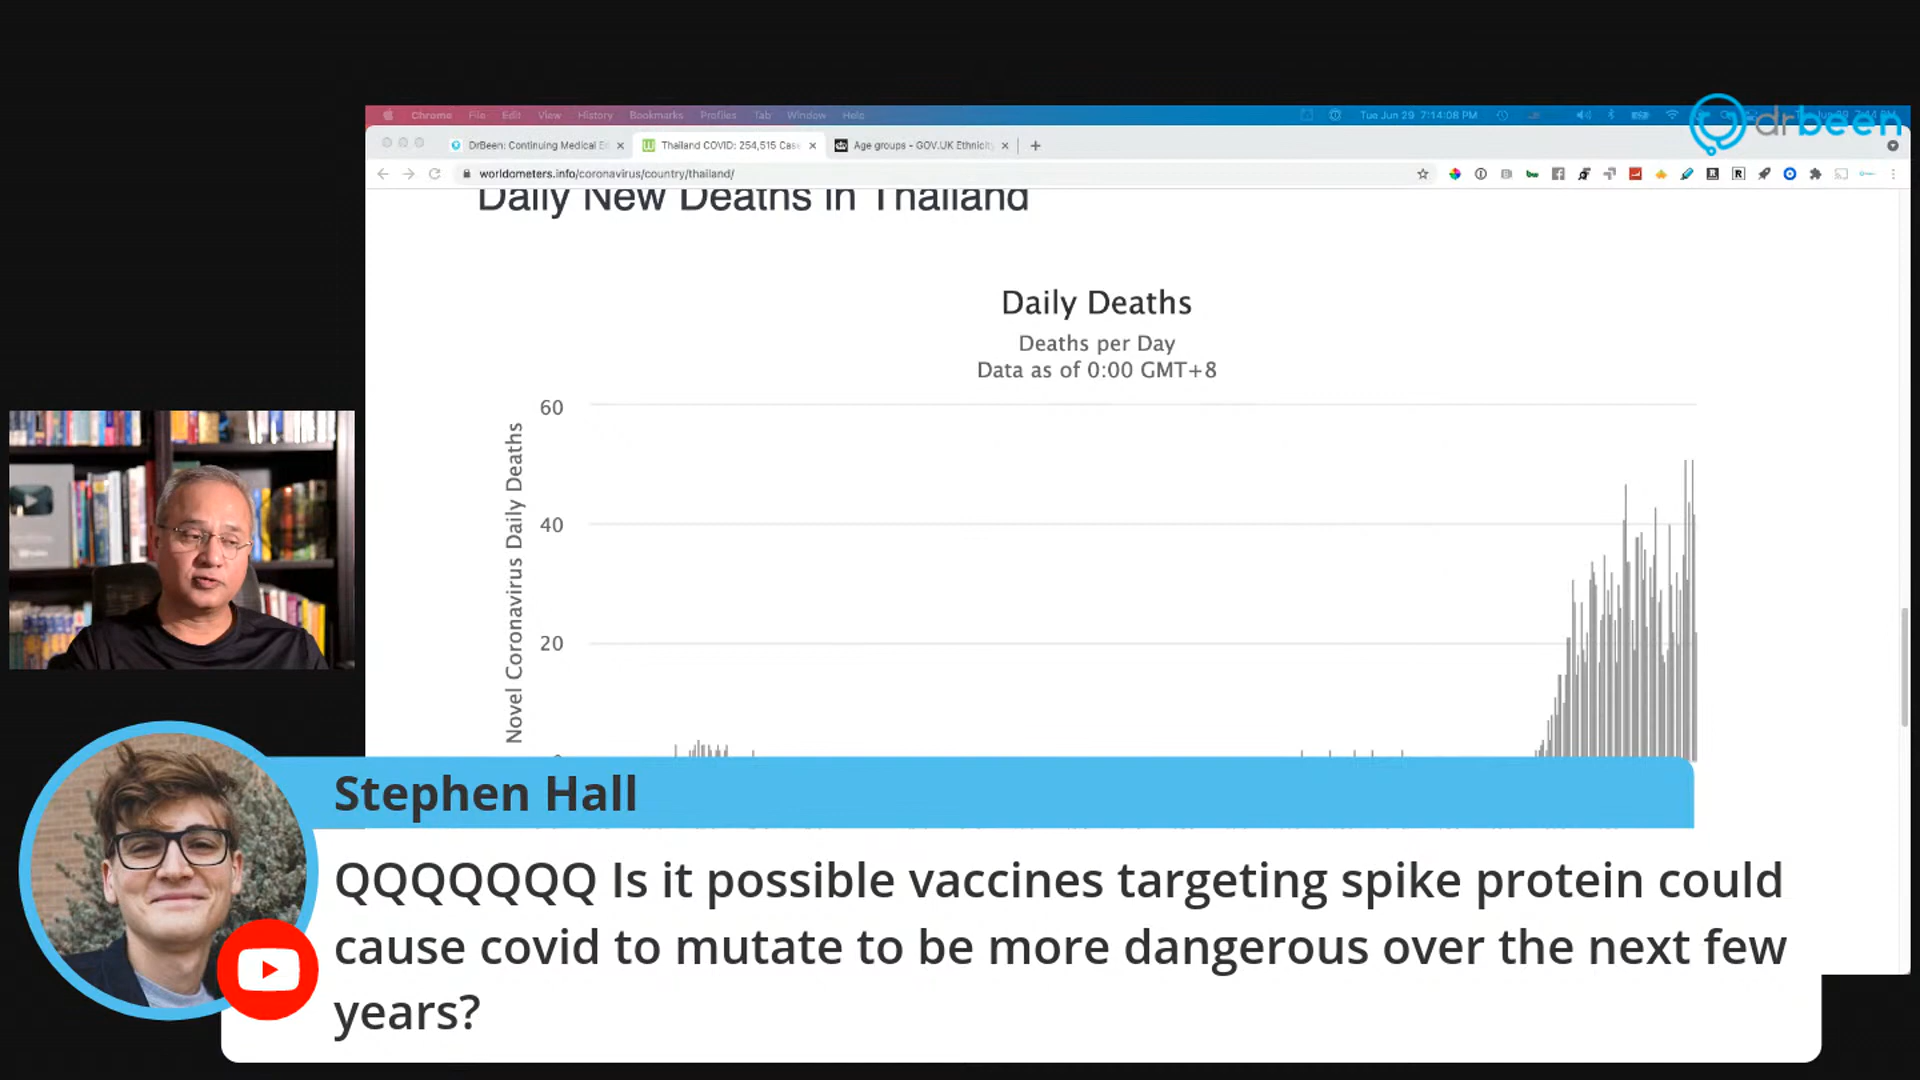 Chrome File Edit View History Bookmarks Profiles Tab Window Help
Tue Jun 29 7:14:08 PM
drbeen
DrBeen: Continuing Medical E
Thailand COVID: 254,515 Case
Age groups - GOV.UK Ethnicity
worldometers.info/coronavirus/country/thailand/
Daily New Deaths in Thailand
Daily Deaths
Deaths per Day
Data as of 0:00 GMT+8
Novel Coronavirus Daily Deaths
60
40
20
Stephen Hall
QQQQQQQ Is it possible vaccines targeting spike protein could
cause covid to mutate to be more dangerous over the next few
years?